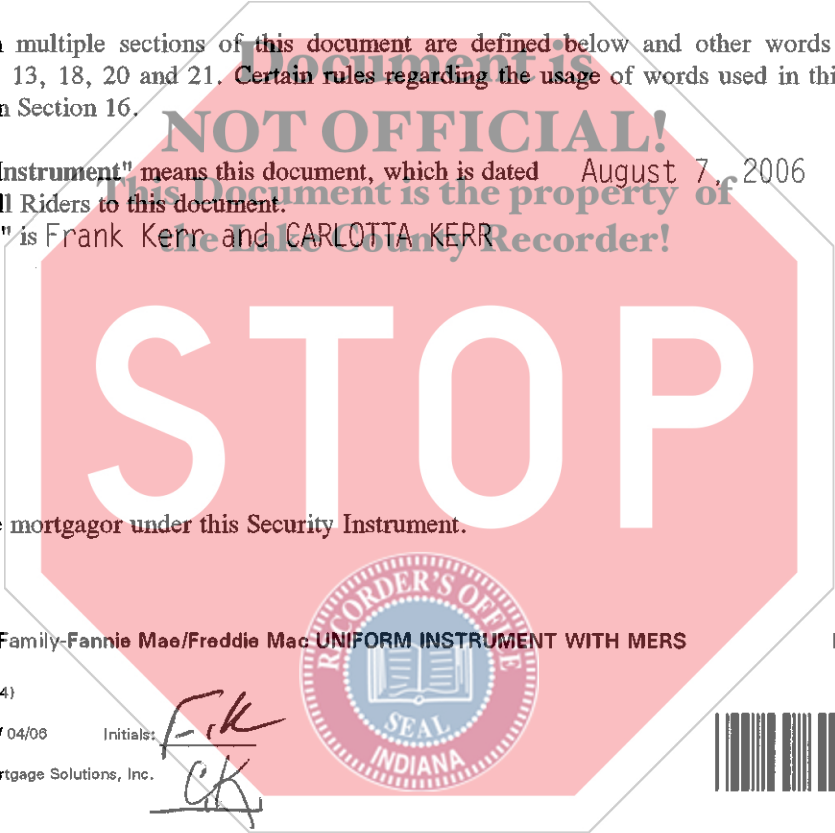 multiple sections of this document are defined below and other words
13, 18, 20 and 21. Certain rules regarding the usage of words used in thi
n Section 16.
Document is
NOT OFFICIAL!
This Document is the property of
the Lake County Recorder!
Instrument" means this document, which is dated August 7, 2006
ll Riders to this document.
" is Frank Kerr and CARLOTTA KERR
STOP
e mortgagor under this Security Instrument.
RECORDER'S OFFICE
SEAL
INDIANA
Family-Fannie Mae/Freddie Mac UNIFORM INSTRUMENT WITH MERS
4)
04/06 Initials: FK
rtgage Solutions, Inc. CK